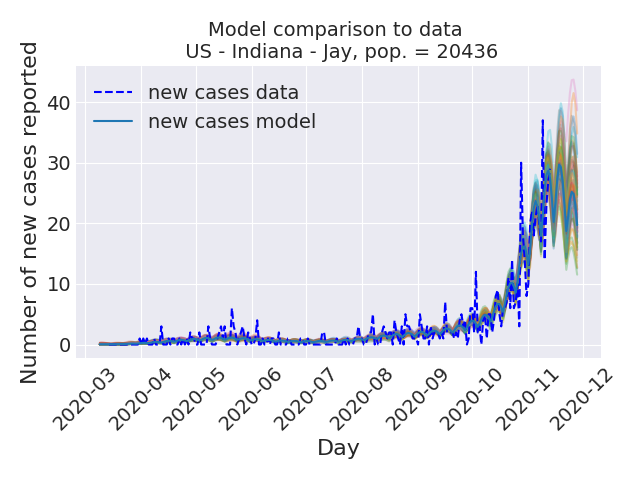 Model comparison to data
US - Indiana - Jay, pop. = 20436
Number of new cases reported
40
30
20
10
0
new cases data
new cases model
2020-03
2020-04
2020-05
2020-06
2020-07
2020-08
2020-09
2020-10
2020-11
2020-12
Day